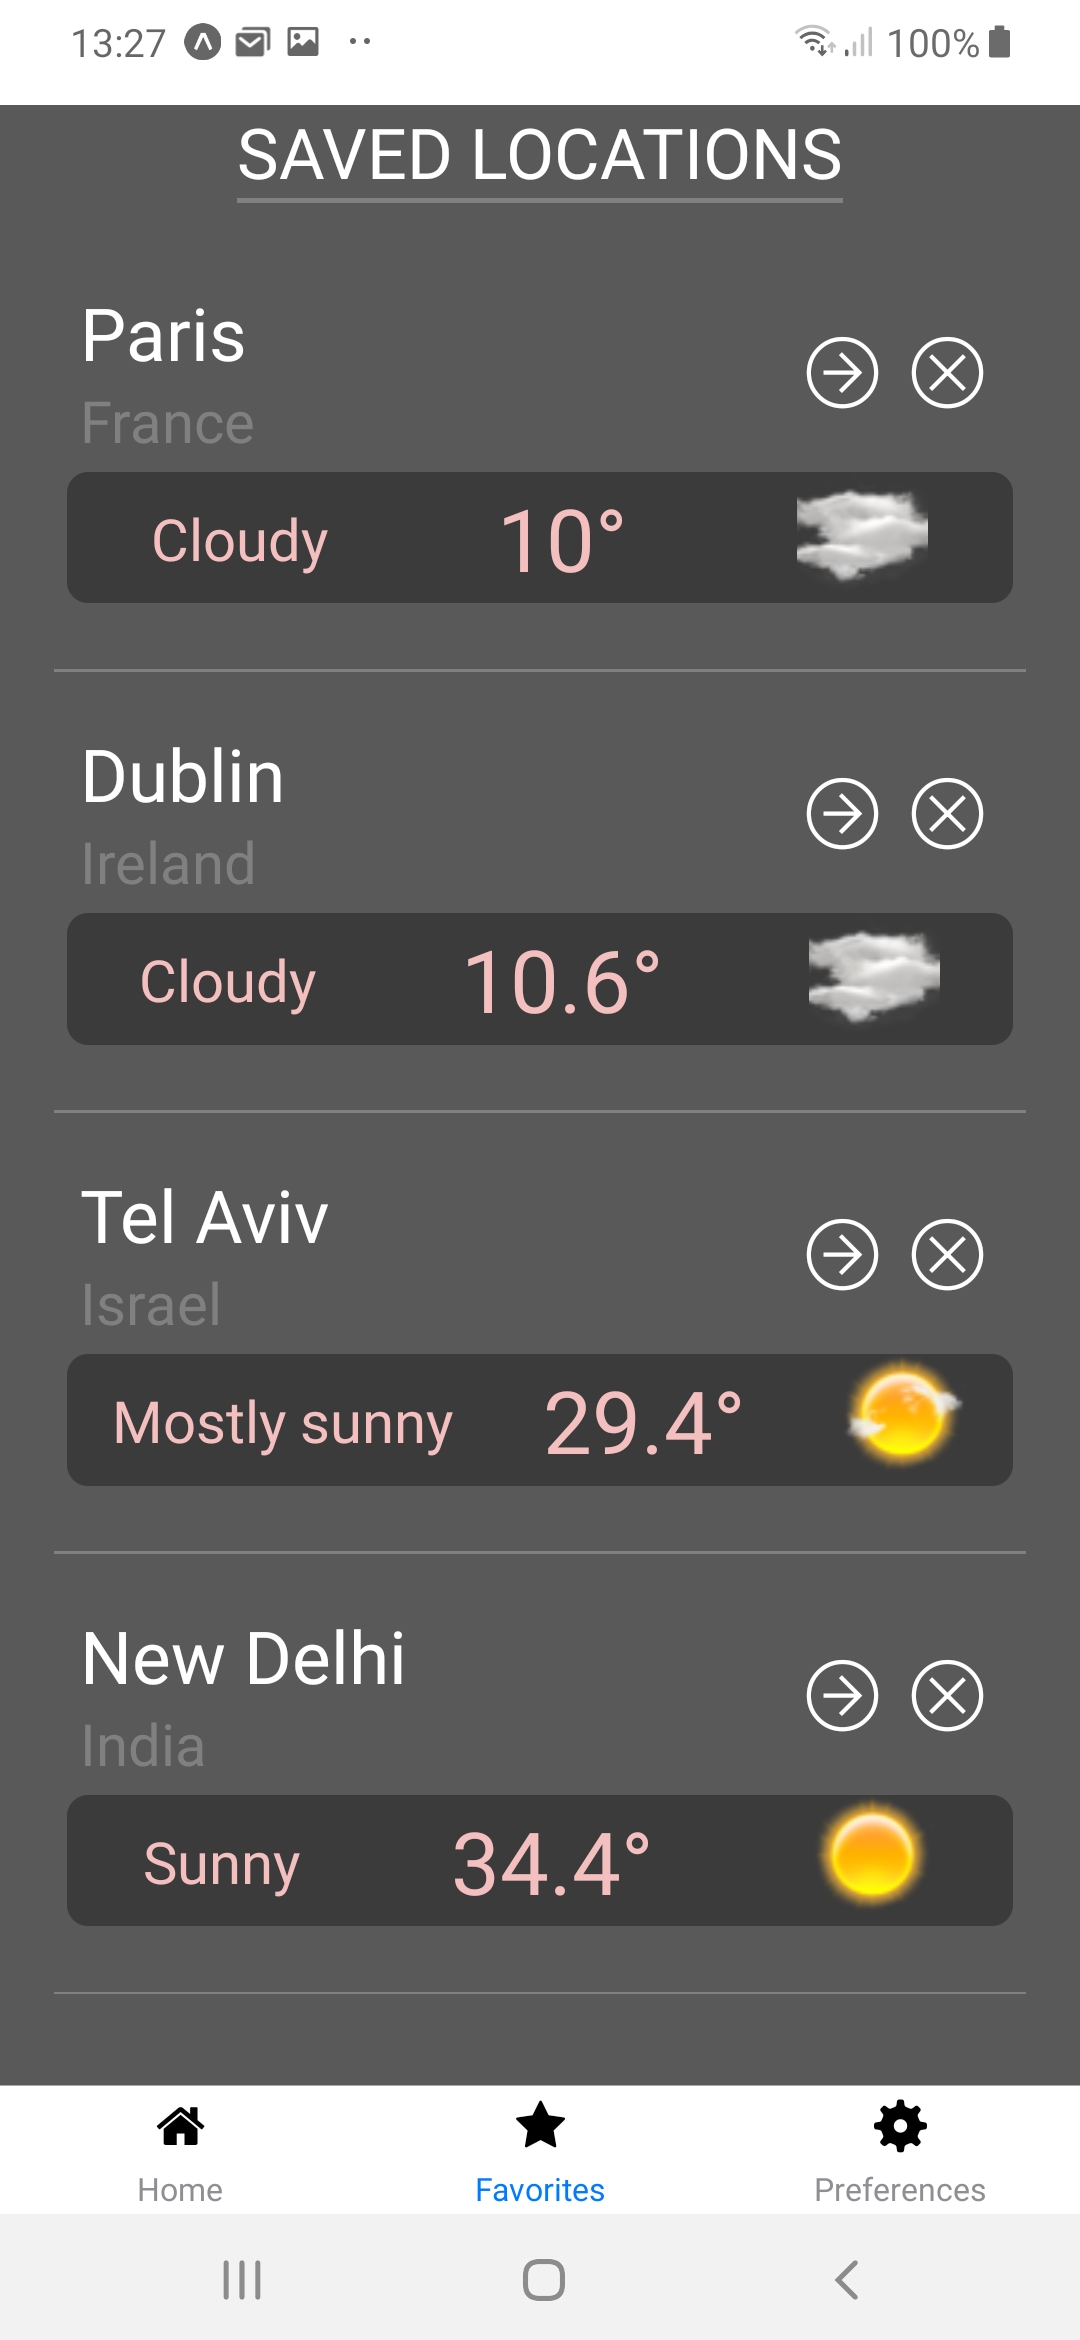 13:27 100%
SAVED LOCATIONS
Paris
France
Cloudy 10°
Dublin
Ireland
Cloudy 10.6°
Tel Aviv
Israel
Mostly sunny 29.4°
New Delhi
India
Sunny 34.4°
Home Favorites Preferences